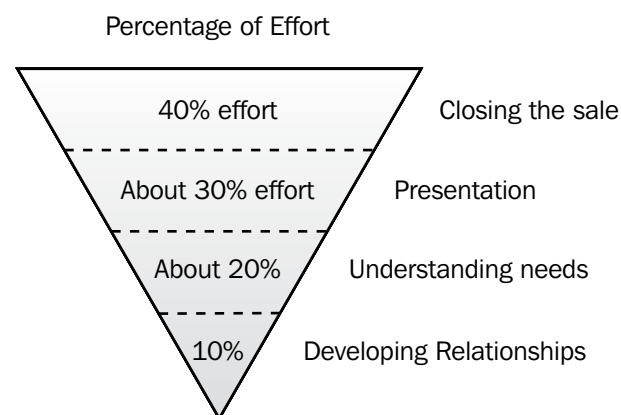 Percentage of Effort
40% effort
Closing the sale
About 30% effort
Presentation
About 20%
Understanding needs
10%
Developing Relationships